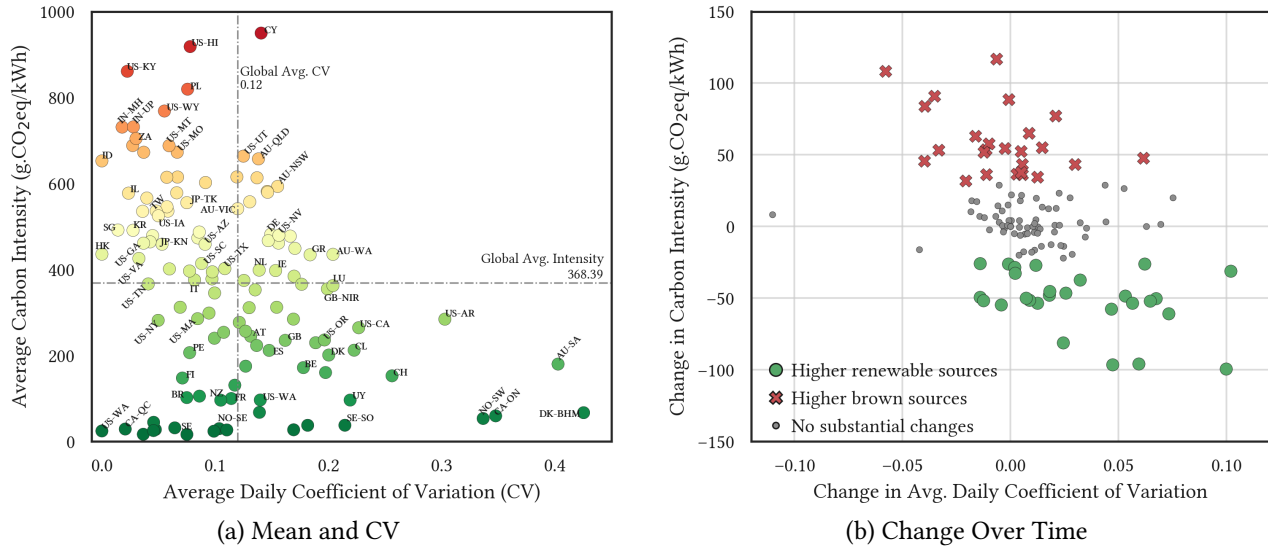 1000
800
600
400
200
0
Average Carbon Intensity (g.CO2eq/kWh)
CY
US-HI
US-KY
Global Avg. CV
0.12
PL
US-WY
IN-MH
IN-UP
ZA
US-MT
US-MO
US-UT
AU-QLD
ID
AU-NSW
IL
TW
JP-TK
AU-VIC
US-IA
SG
KR
US-AZ
DE
US-NV
HK
US-GA
JP-KN
US-SC
US-TX
GR
AU-WA
US-VA
NL
IE
Global Avg. Intensity
368.39
US-TN
IT
LU
GB-NIR
US-NY
US-MA
AT
GB
US-OR
US-CA
US-AR
PE
ES
DK
CL
AU-SA
FI
BE
CH
BR
NZ
FR
US-WA
UY
US-WA
CA-QC
SE
NO-SE
SE-SO
NO-SW
CA-ON
DK-BHM
0.0 0.1 0.2 0.3 0.4
Average Daily Coefficient of Variation (CV)
(a) Mean and CV
150
100
50
0
−50
−100
−150
Change in Carbon Intensity (g.CO2eq/kWh)
Higher renewable sources
Higher brown sources
No substantial changes
−0.10 −0.05 0.00 0.05 0.10
Change in Avg. Daily Coefficient of Variation
(b) Change Over Time